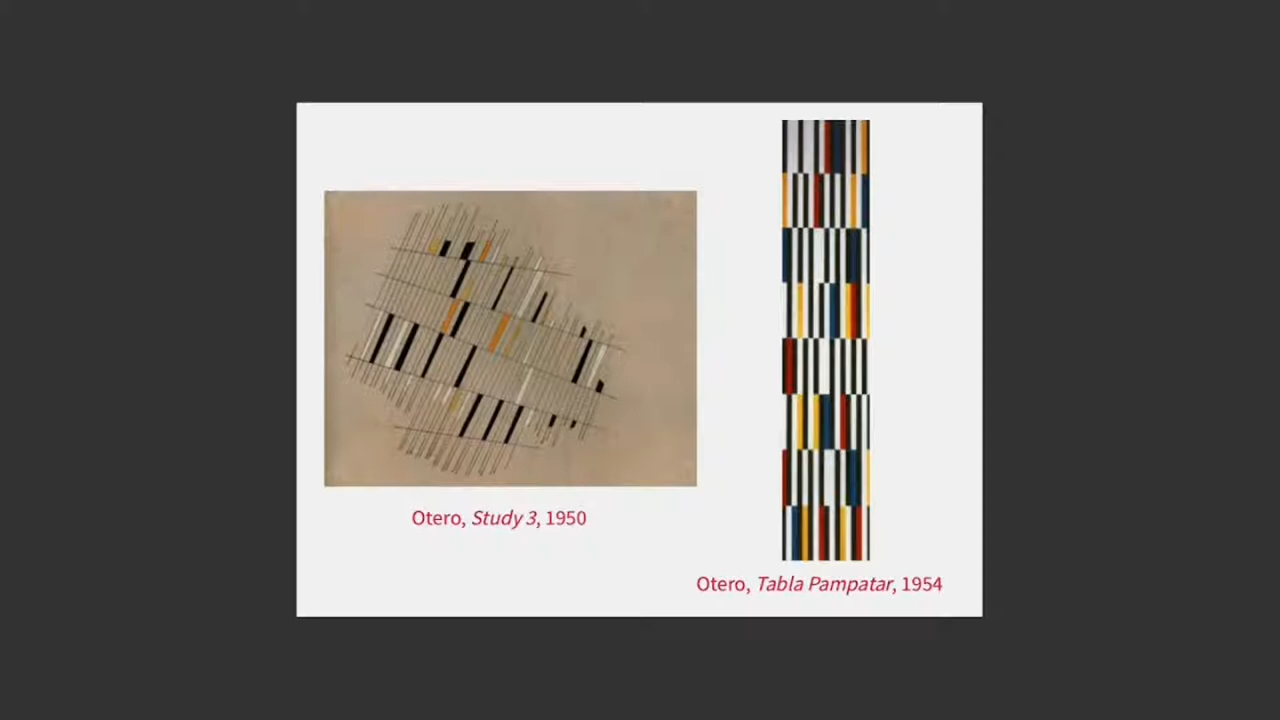 Otero, Study 3, 1950
Otero, Tabla Pampatar, 1954